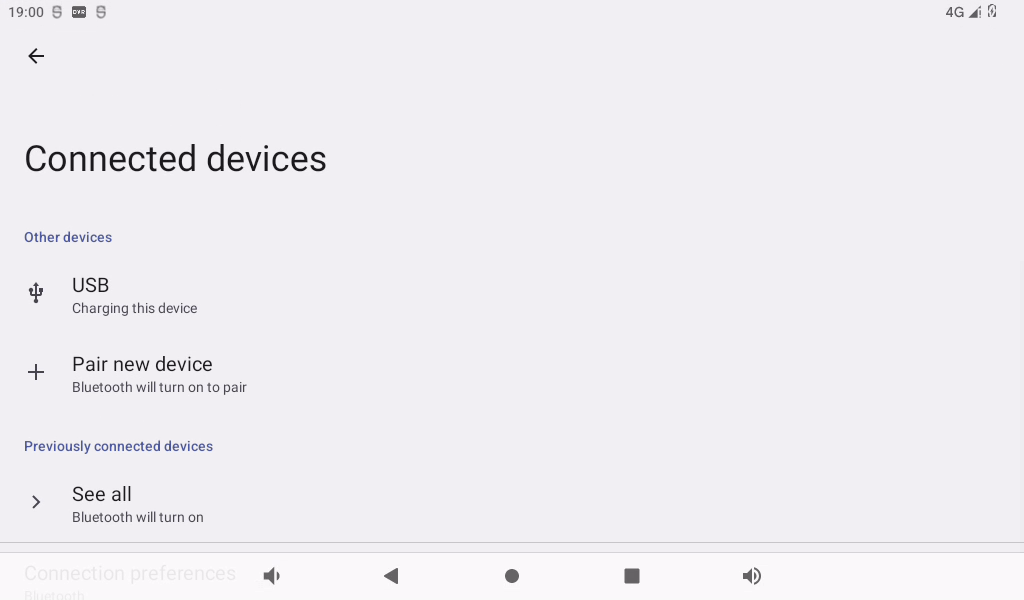 19:00
DVR
4G
Connected devices
Other devices
USB
Charging this device
Pair new device
Bluetooth will turn on to pair
Previously connected devices
See all
Bluetooth will turn on
Connection preferences
Bluetooth